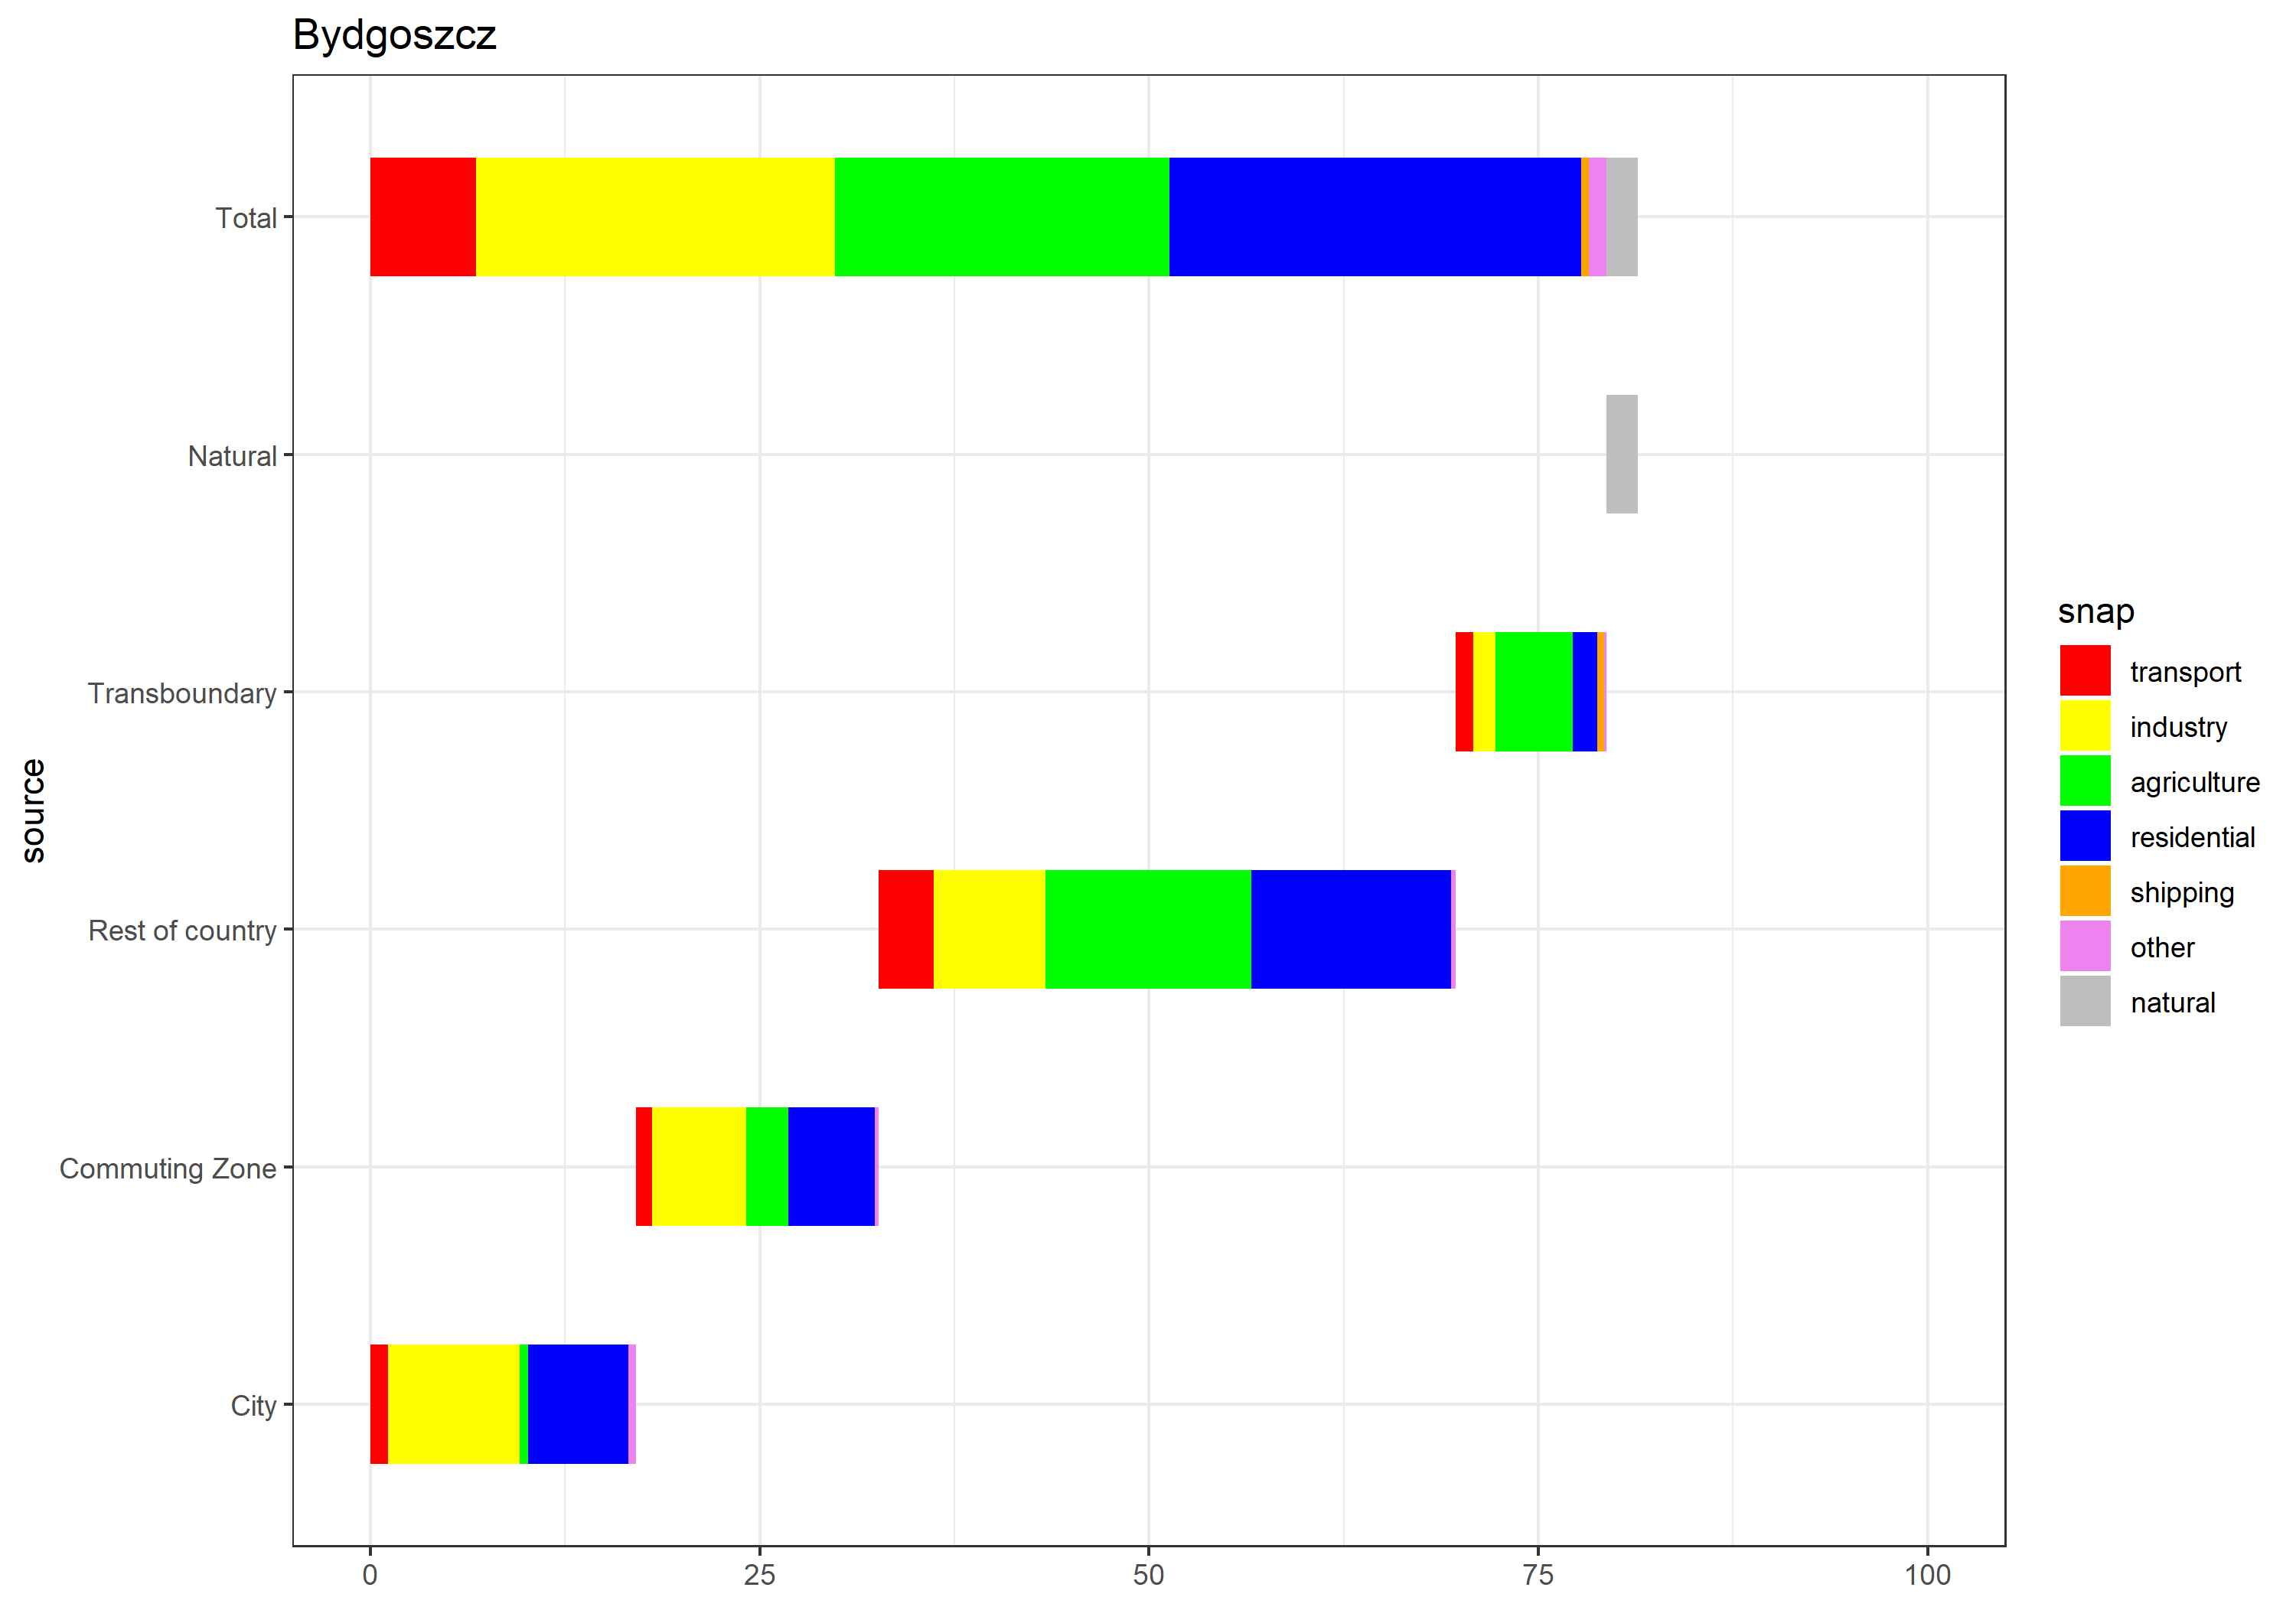 Bydgoszcz
source
Total
Natural
Transboundary
Rest of country
Commuting Zone
City
0 25 50 75 100
snap
transport
industry
agriculture
residential
shipping
other
natural